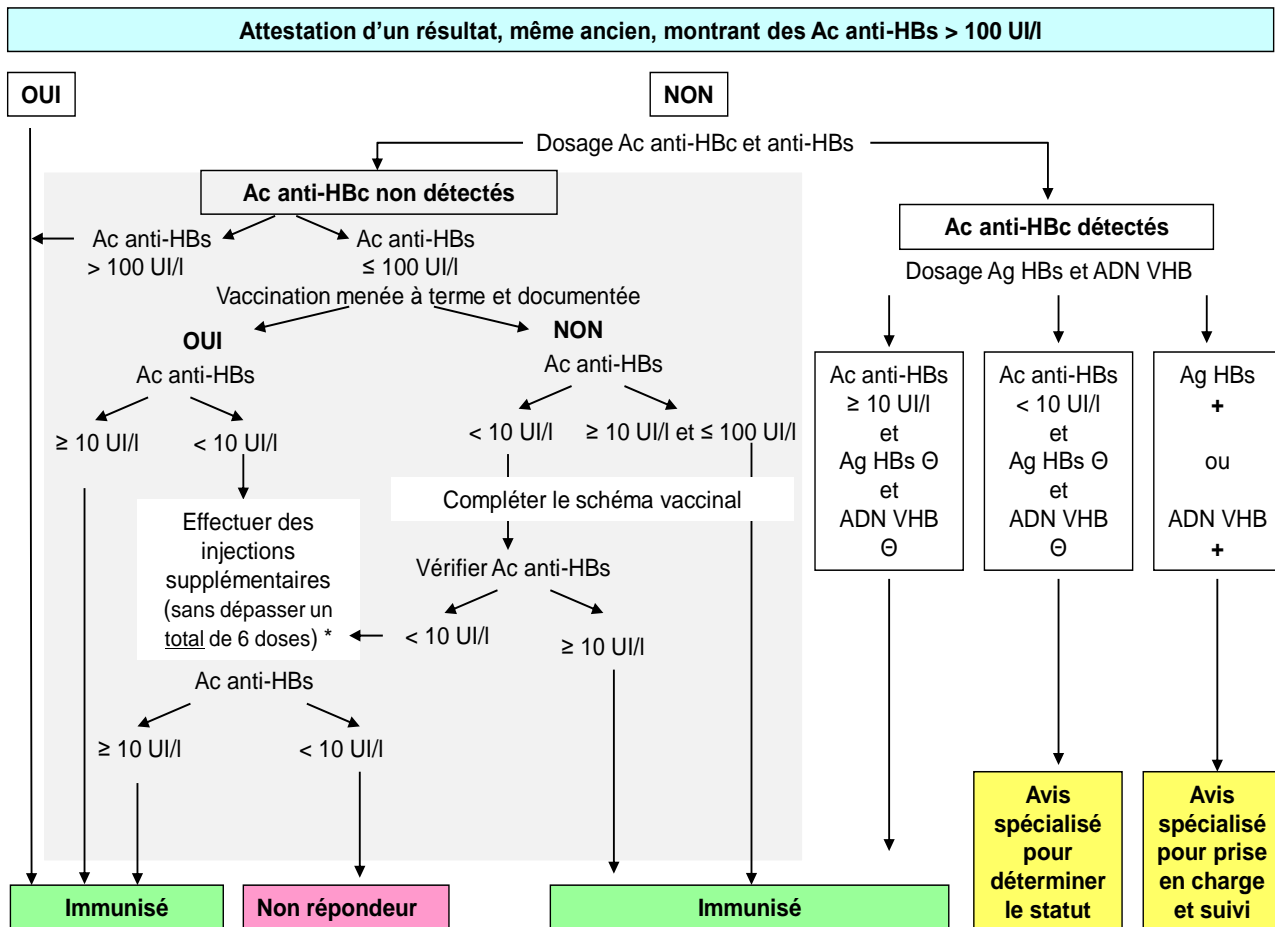 Attestation d'un résultat, même ancien, montrant des Ac anti-HBs > 100 UI/l
OUI
NON
Dosage Ac anti-HBc et anti-HBs
Ac anti-HBc non détectés
Ac anti-HBs
> 100 UI/l
Ac anti-HBs
≤ 100 UI/l
Vaccination menée à terme et documentée
OUI
Ac anti-HBs
≥ 10 UI/l
< 10 UI/l
NON
Ac anti-HBs
< 10 UI/l
≥ 10 UI/l et ≤ 100 UI/l
Effectuer des
injections
supplémentaires
(sans dépasser un
total de 6 doses) *
Compléter le schéma vaccinal
Vérifier Ac anti-HBs
< 10 UI/l
≥ 10 UI/l
Ac anti-HBs
≥ 10 UI/l
< 10 UI/l
Ac anti-HBc détectés
Dosage Ag HBs et ADN VHB
Ac anti-HBs
≥ 10 UI/l
et
Ag HBs Θ
et
ADN VHB
Θ
Ac anti-HBs
< 10 UI/l
et
Ag HBs Θ
et
ADN VHB
Θ
Ag HBs
+
ou
ADN VHB
+
Immunisé
Non répondeur
Immunisé
Avis
spécialisé
pour
déterminer
le statut
Avis
spécialisé
pour prise
en charge
et suivi